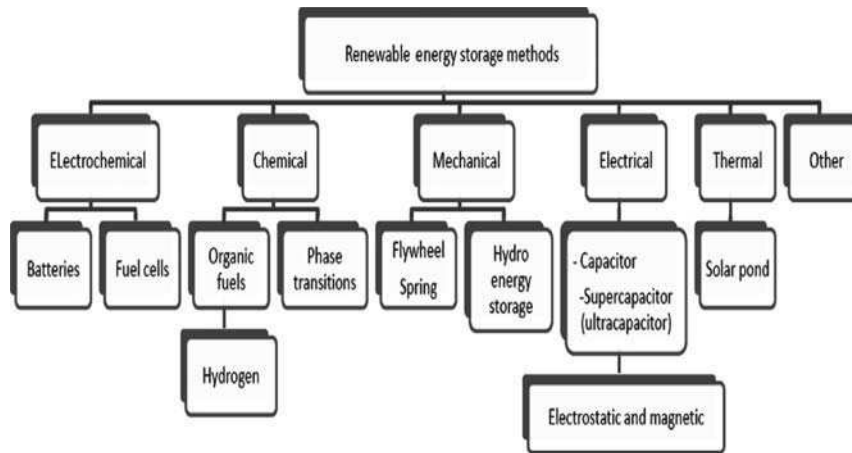 Renewable energy storage methods
ELectrochemical
Chemical
Mechanical
Electrical
Thermal
Other
Batteries
Fuel cells
Organic
fuels
Phase
transitions
Flywheel
Spring
Hydro
energy
storage
- Capacitor
-Supercapacitor
(ultracapacitor)
Solar pond
Hydrogen
Electrostatic and magnetic